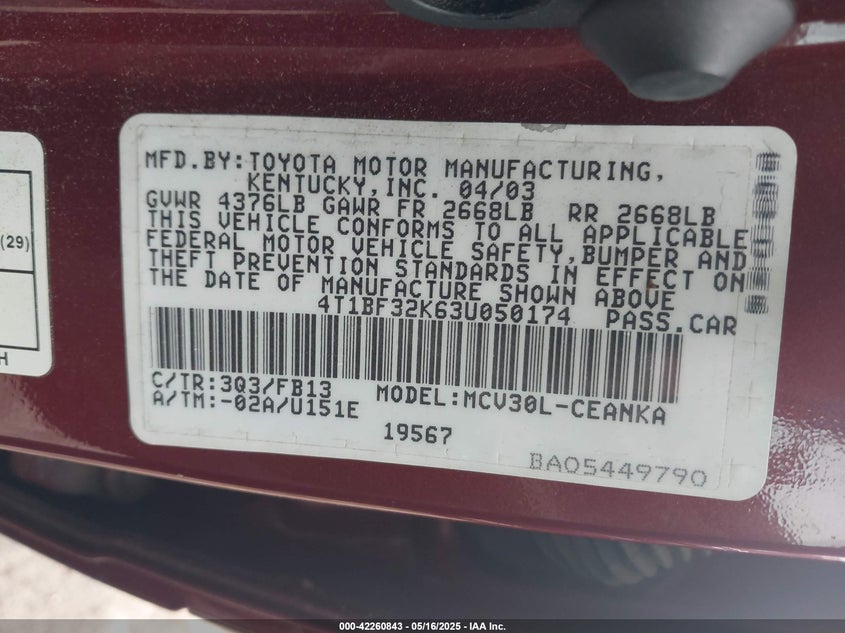 MFD.BY:TOYOTA MOTOR MANUFACTURING,
KENTUCKY,INC. 04/03
GVWR 4376LB GAWR FR 2668LB RR 2668LB
THIS VEHICLE CONFORMS TO ALL APPLICABLE
FEDERAL MOTOR VEHICLE SAFETY,BUMPER AND
THEFT PREVENTION STANDARDS IN EFFECT ON
THE DATE OF MANUFACTURE SHOWN ABOVE
4T1BF32K63U050174 PASS.CAR
C/TR:3Q3/FB13 MODEL:MCV30L-CEANKA
A/TM:-02A/U151E
19567
BAO5449790
(29)
H
000-42260843 - 05/16/2025 - IAA Inc.